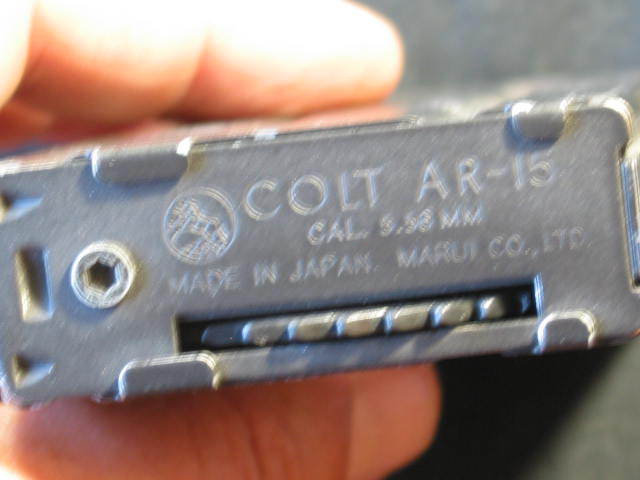 COLT AR-15
CAL. 5.56 MM
MADE IN JAPAN. MARUI CO., LTD.